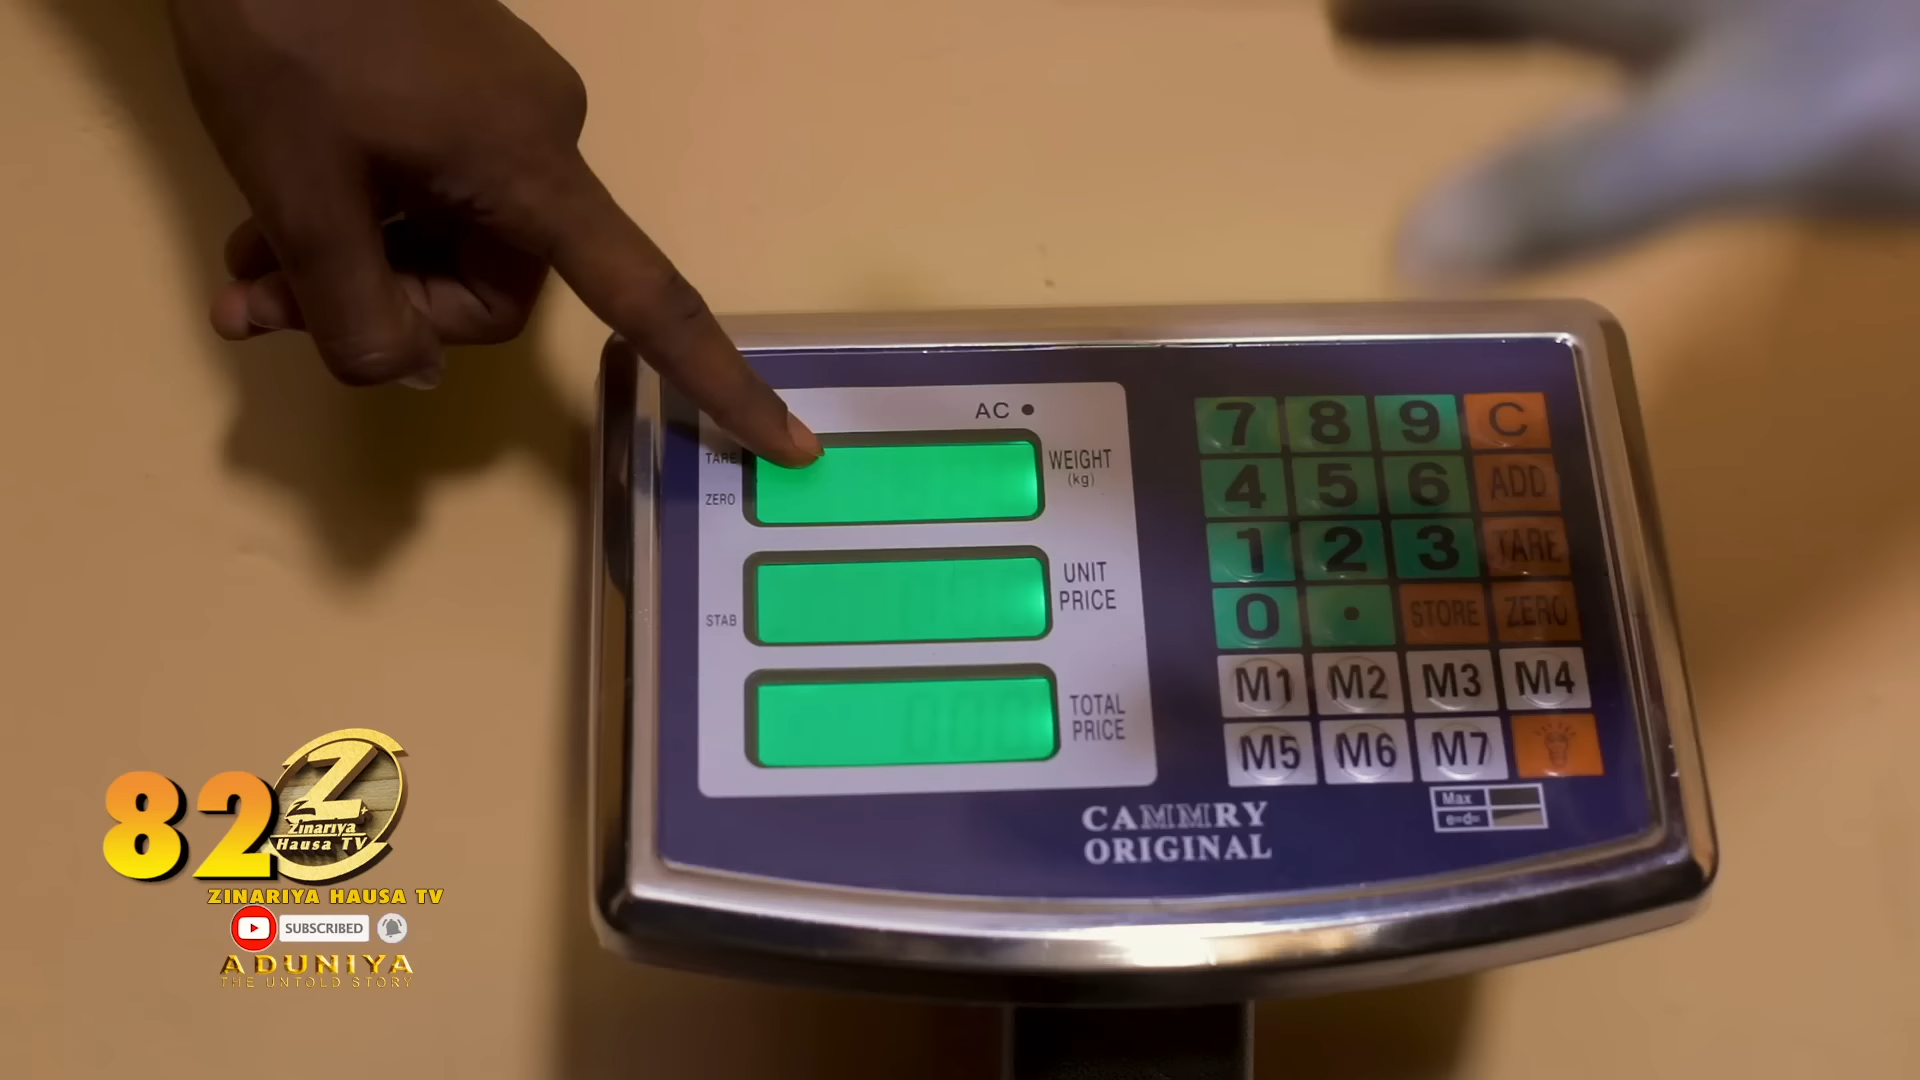 AC
TARE
ZERO
WEIGHT
(kg)
UNIT
PRICE
STAB
TOTAL
PRICE
000
7 8 9 C
4 5 6 ADD
1 2 3 TARE
0 . STORE ZERO
M1 M2 M3 M4
M5 M6 M7
Max
e=d=
CAMMRY
ORIGINAL
82
Z
Zinariya
Hausa TV
ZINARIYA HAUSA TV
SUBSCRIBED
ADUNIYA
THE UNTOLD STORY